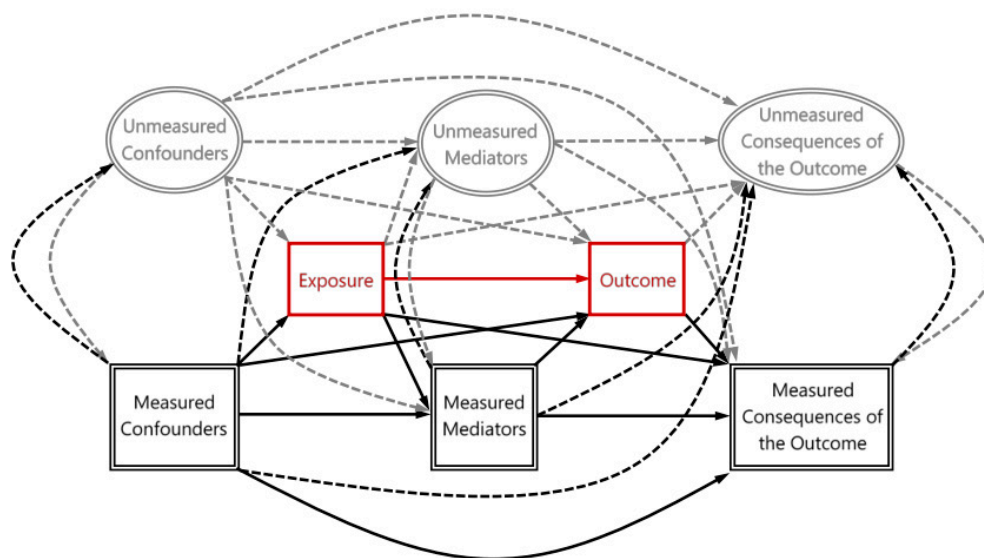 Unmeasured
Confounders
Unmeasured
Mediators
Unmeasured
Consequences of
the Outcome
Exposure
Outcome
Measured
Confounders
Measured
Mediators
Measured
Consequences of
the Outcome